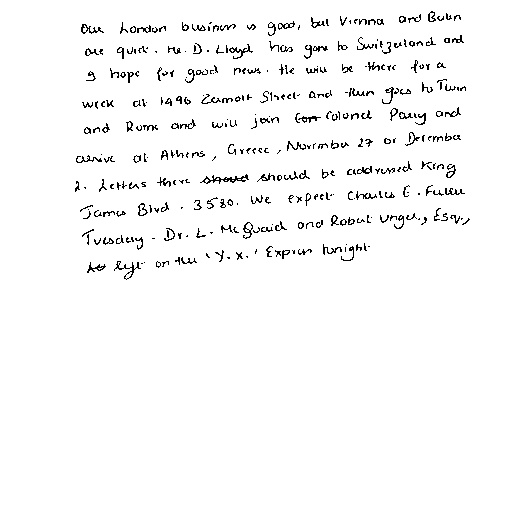 Our London business is good, but Vienna and Berlin
are quiet. Mr. D. Lloyd has gone to Switzerland and
I hope for good news. He will be there for a
week at 1496 Zermott Street and then goes to Turin
and Rome and will join Colonel Parry and
arrive at Athens, Greece, November 27 or December
2. Letters there should be addressed King
James Blvd. 3580. We expect Charles E. Fuller
Tuesday. Dr. L. McQuaid and Robert Unger, Esq.,
left on the 'Y.X.' Express tonight